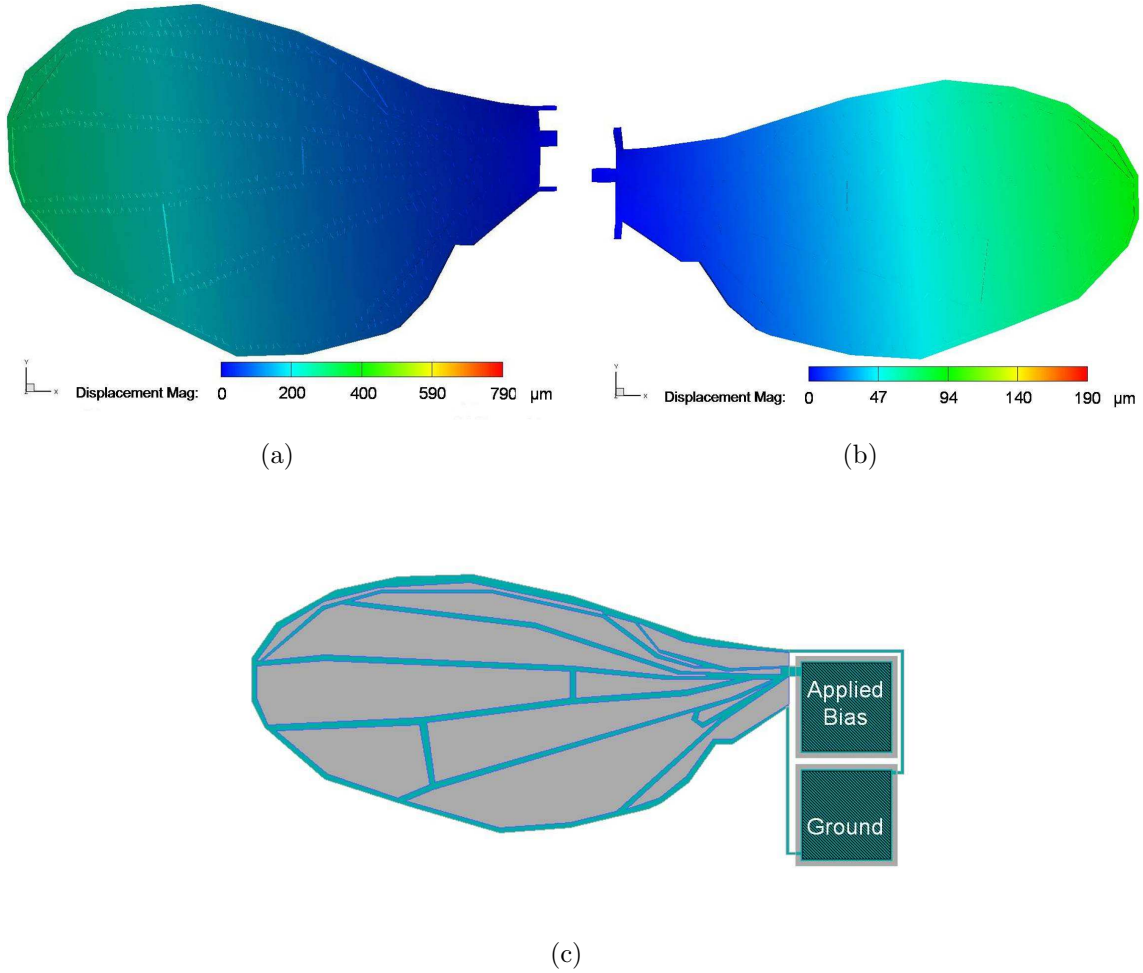 Y
X
Displacement Mag:
0 200 400 590 790 µm
(a)
Y
X
Displacement Mag:
0 47 94 140 190 µm
(b)
Applied
Bias
Ground
(c)